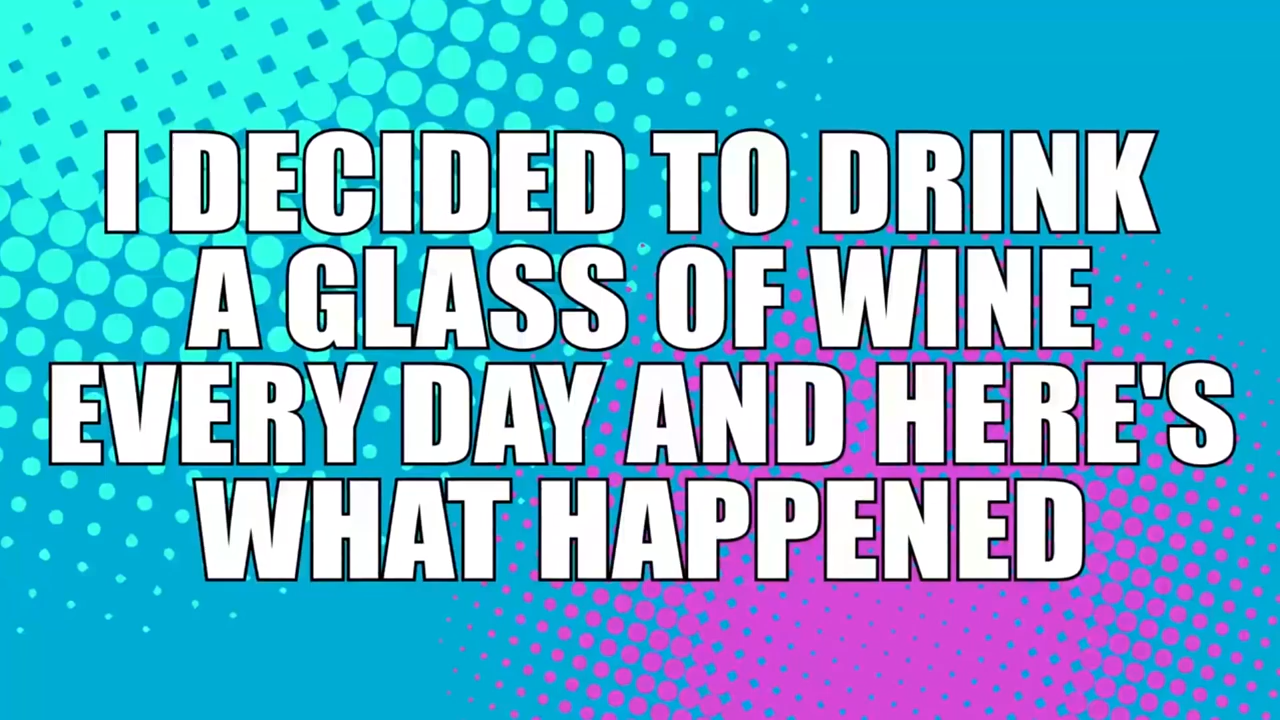 I DECIDED TO DRINK
A GLASS OF WINE
EVERY DAY AND HERE'S
WHAT HAPPENED